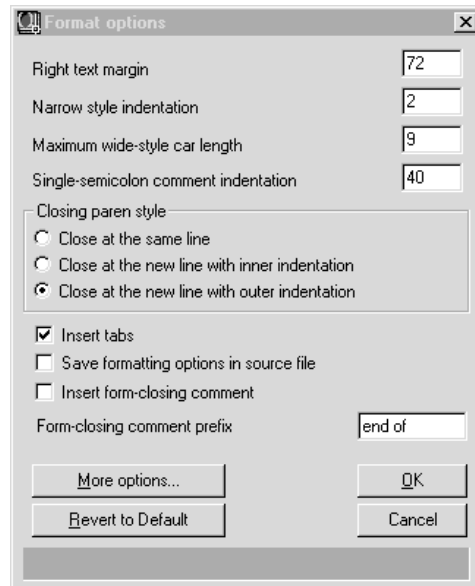 Format options
Right text margin 72
Narrow style indentation 2
Maximum wide-style car length 9
Single-semicolon comment indentation 40
Closing paren style
Close at the same line
Close at the new line with inner indentation
Close at the new line with outer indentation
Insert tabs
Save formatting options in source file
Insert form-closing comment
Form-closing comment prefix end of
More options... OK
Revert to Default Cancel